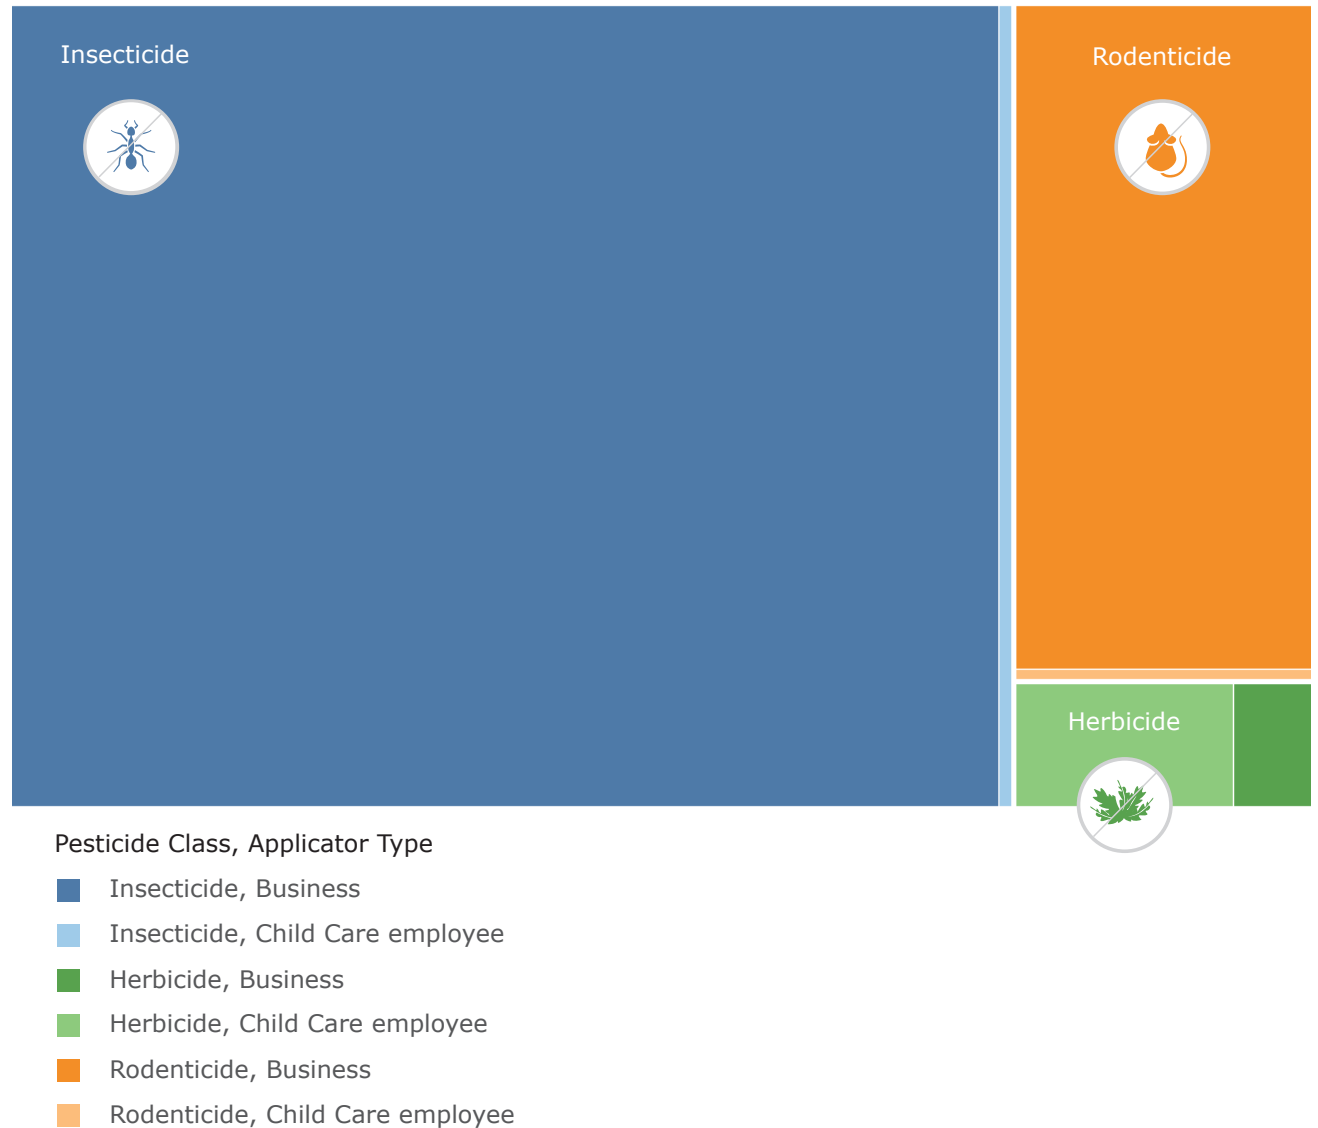 Insecticide
Rodenticide
Herbicide
Pesticide Class, Applicator Type
Insecticide, Business
Insecticide, Child Care employee
Herbicide, Business
Herbicide, Child Care employee
Rodenticide, Business
Rodenticide, Child Care employee